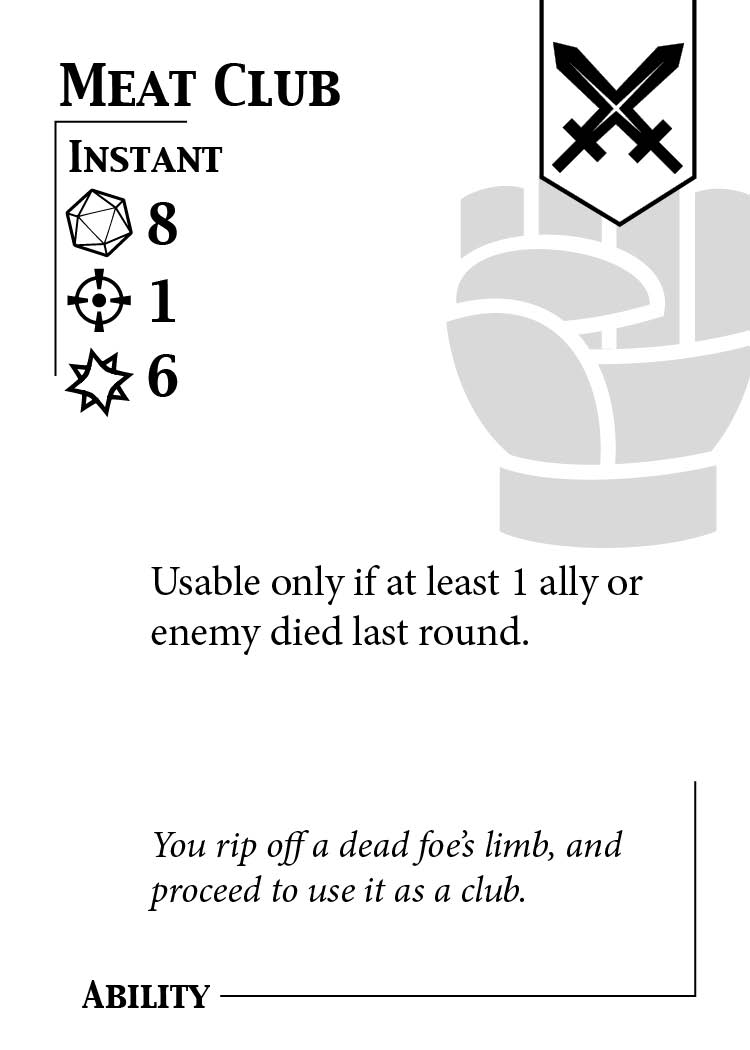 Meat Club
Instant
8
1
6
Usable only if at least 1 ally or
enemy died last round.
You rip off a dead foe's limb, and
proceed to use it as a club.
Ability